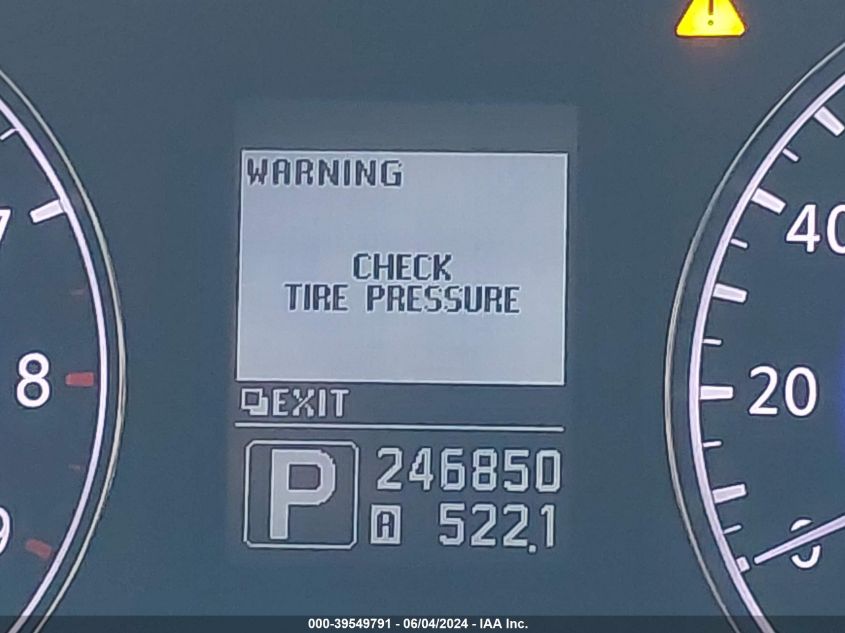 WARNING
CHECK
TIRE PRESSURE
EXIT
P
246850
A 522.1
7
8
9
40
20
0
000-39549791 - 06/04/2024 - IAA Inc.